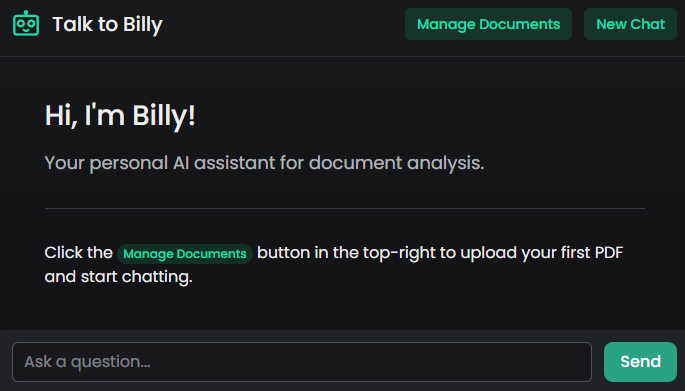 Talk to Billy
Manage Documents
New Chat
Hi, I'm Billy!
Your personal AI assistant for document analysis.
Click the Manage Documents button in the top-right to upload your first PDF
and start chatting.
Ask a question...
Send